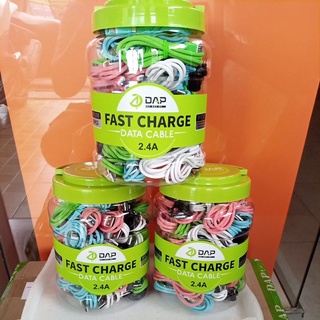 DAP
FAST CHARGE
DATA CABLE
2.4A
DAP
FAST CHARGE
DATA CABLE
2.4A
DAP
FAST CHARGE
DATA CABLE
2.4A